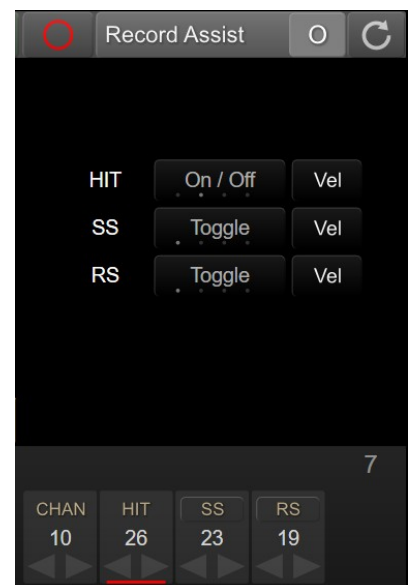 Record Assist O
HIT On / Off Vel
SS Toggle Vel
RS Toggle Vel
7
CHAN HIT SS RS
10 26 23 19